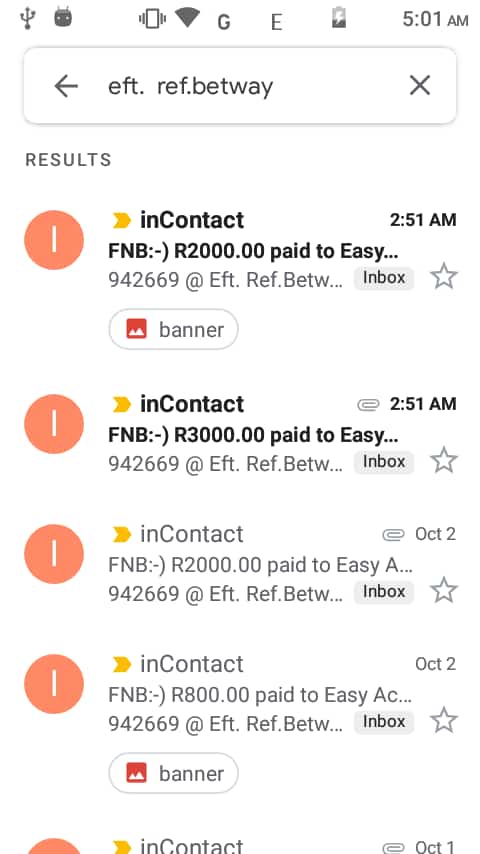 G E 5:01 AM
eft. ref.betway
RESULTS
I inContact 2:51 AM
FNB:-) R2000.00 paid to Easy...
942669 @ Eft. Ref.Betw... Inbox
banner
I inContact 2:51 AM
FNB:-) R3000.00 paid to Easy...
942669 @ Eft. Ref.Betw... Inbox
I inContact Oct 2
FNB:-) R2000.00 paid to Easy A...
942669 @ Eft. Ref.Betw... Inbox
I inContact Oct 2
FNB:-) R800.00 paid to Easy Ac...
942669 @ Eft. Ref.Betw... Inbox
banner
inContact Oct 1